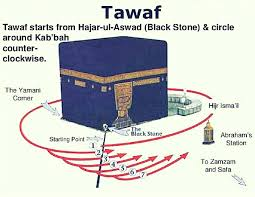 Tawaf
Tawaf starts from Hajar-ul-Aswad (Black Stone) & circle
around Kab'bah
counter-
clockwise.
The Yamani
Corner
Hijr Isma'il
The
Black Stone
Starting Point
Abraham's
Station
1
2
3
4
5
6
7
To Zamzam
and Safa